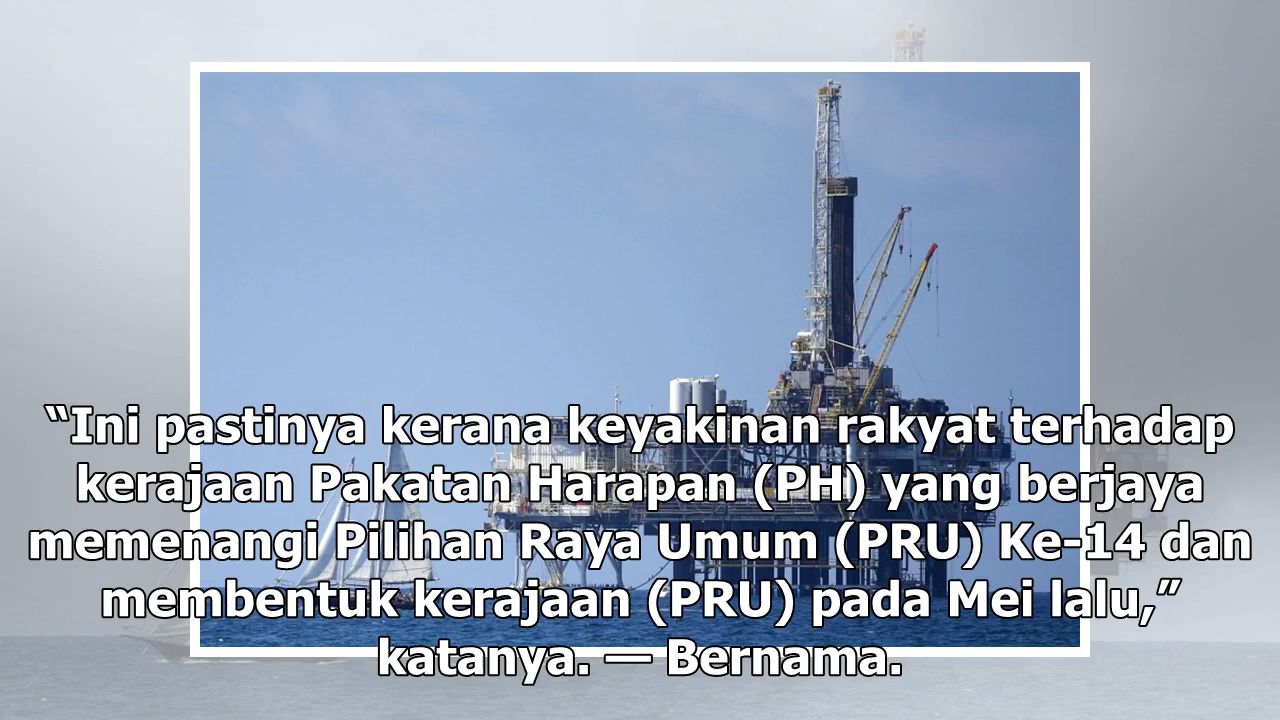 “Ini pastinya kerana keyakinan rakyat terhadap
kerajaan Pakatan Harapan (PH) yang berjaya
memenangi Pilihan Raya Umum (PRU) Ke-14 dan
membentuk kerajaan (PRU) pada Mei lalu,”
katanya. — Bernama.